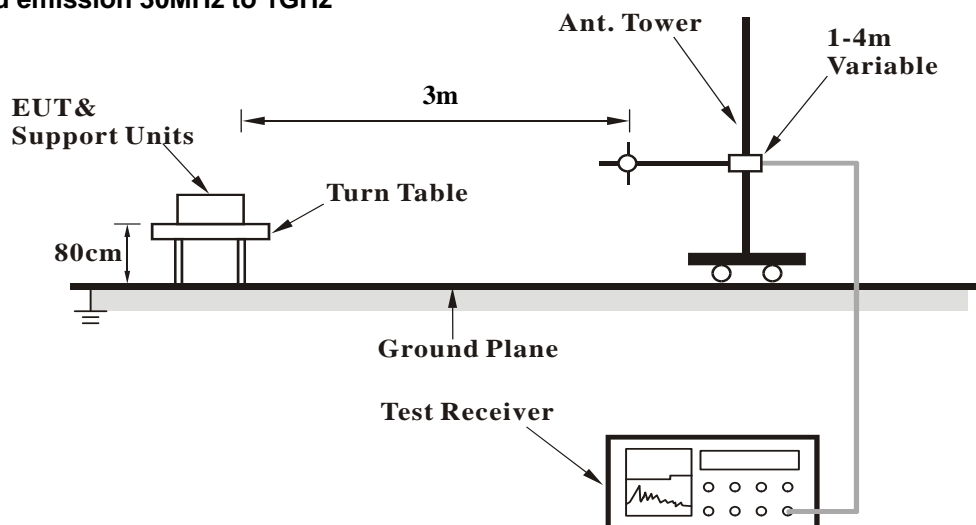 d emission 30MHz to 1GHz
Ant. Tower
1-4m
Variable
3m
EUT&
Support Units
Turn Table
80cm
Ground Plane
Test Receiver